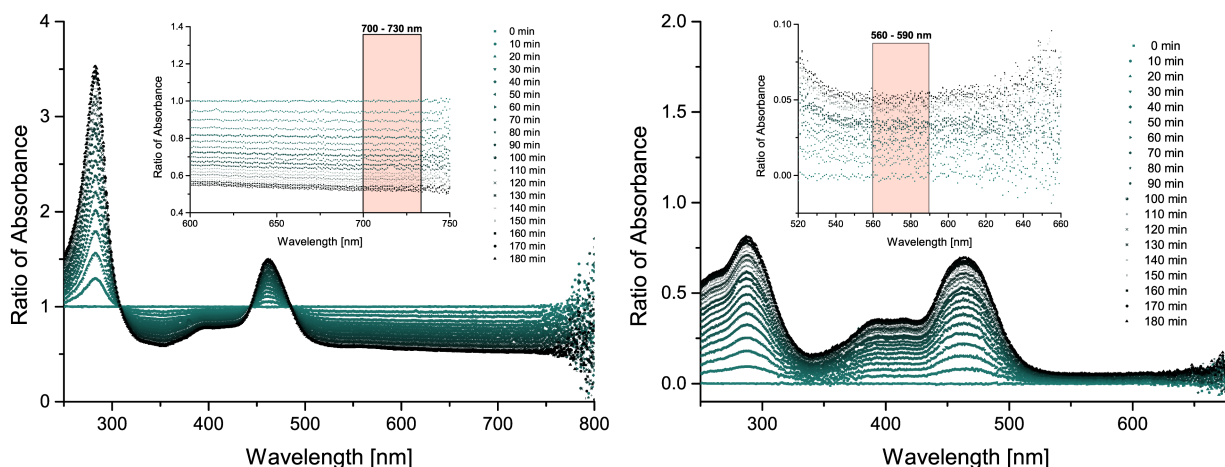 4
3
2
1
0
Ratio of Absorbance
300
400
500
600
700
800
Wavelength [nm]
1.4
1.2
1.0
0.8
0.6
0.4
Ratio of Absorbance
700 - 730 nm
600
650
700
750
Wavelength [nm]
0 min
10 min
20 min
30 min
40 min
50 min
60 min
70 min
80 min
90 min
100 min
110 min
120 min
130 min
140 min
150 min
160 min
170 min
180 min
2.0
1.5
1.0
0.5
0.0
Ratio of Absorbance
300
400
500
600
Wavelength [nm]
0.10
0.05
0.00
Ratio of Absorbance
560 - 590 nm
520
540
560
580
600
620
640
660
Wavelength [nm]
0 min
10 min
20 min
30 min
40 min
50 min
60 min
70 min
80 min
90 min
100 min
110 min
120 min
130 min
140 min
150 min
160 min
170 min
180 min